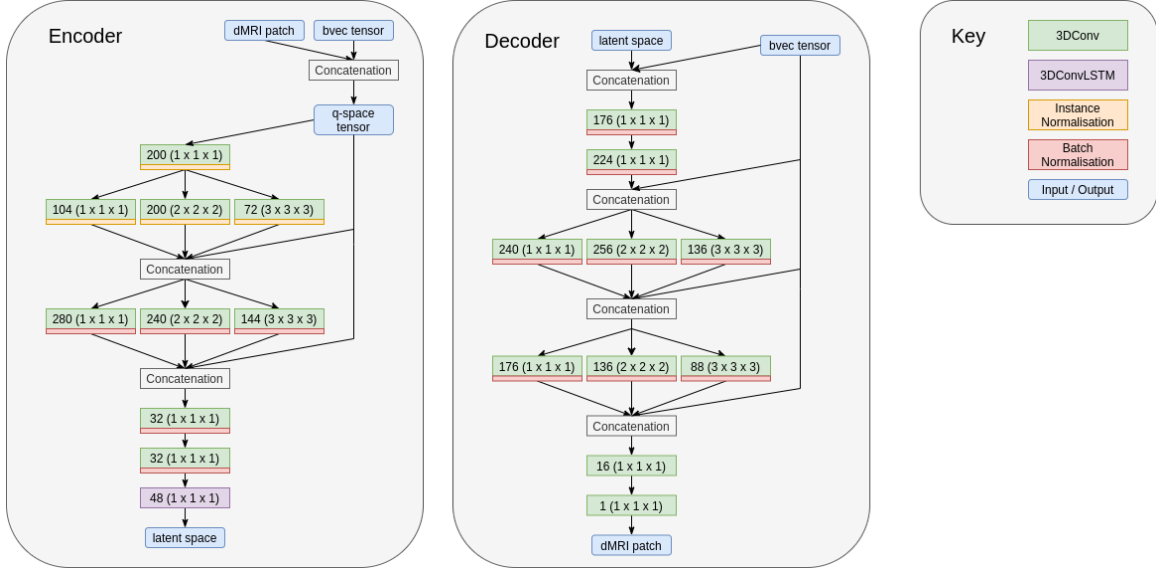 Encoder
dMRI patch
bvec tensor
Concatenation
q-space
tensor
200 (1 x 1 x 1)
104 (1 x 1 x 1)
200 (2 x 2 x 2)
72 (3 x 3 x 3)
Concatenation
280 (1 x 1 x 1)
240 (2 x 2 x 2)
144 (3 x 3 x 3)
Concatenation
32 (1 x 1 x 1)
32 (1 x 1 x 1)
48 (1 x 1 x 1)
latent space
Decoder
latent space
bvec tensor
Concatenation
176 (1 x 1 x 1)
224 (1 x 1 x 1)
Concatenation
240 (1 x 1 x 1)
256 (2 x 2 x 2)
136 (3 x 3 x 3)
Concatenation
176 (1 x 1 x 1)
136 (2 x 2 x 2)
88 (3 x 3 x 3)
Concatenation
16 (1 x 1 x 1)
1 (1 x 1 x 1)
dMRI patch
Key
3DConv
3DConvLSTM
Instance
Normalisation
Batch
Normalisation
Input / Output